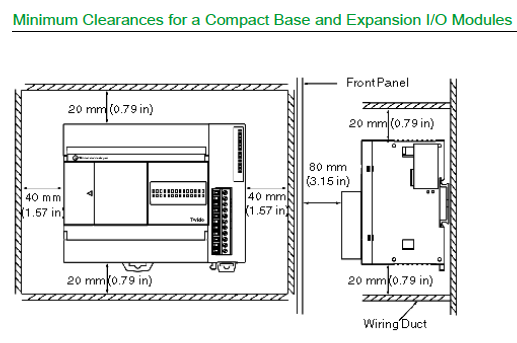 Minimum Clearances for a Compact Base and Expansion I/O Modules
Front Panel
20 mm (0.79 in)
20 mm (0.79 in)
80 mm
(3.15 in)
40 mm
(1.57 in)
40 mm
(1.57 in)
Twido
20 mm (0.79 in)
20 mm (0.79 in)
Wiring Duct